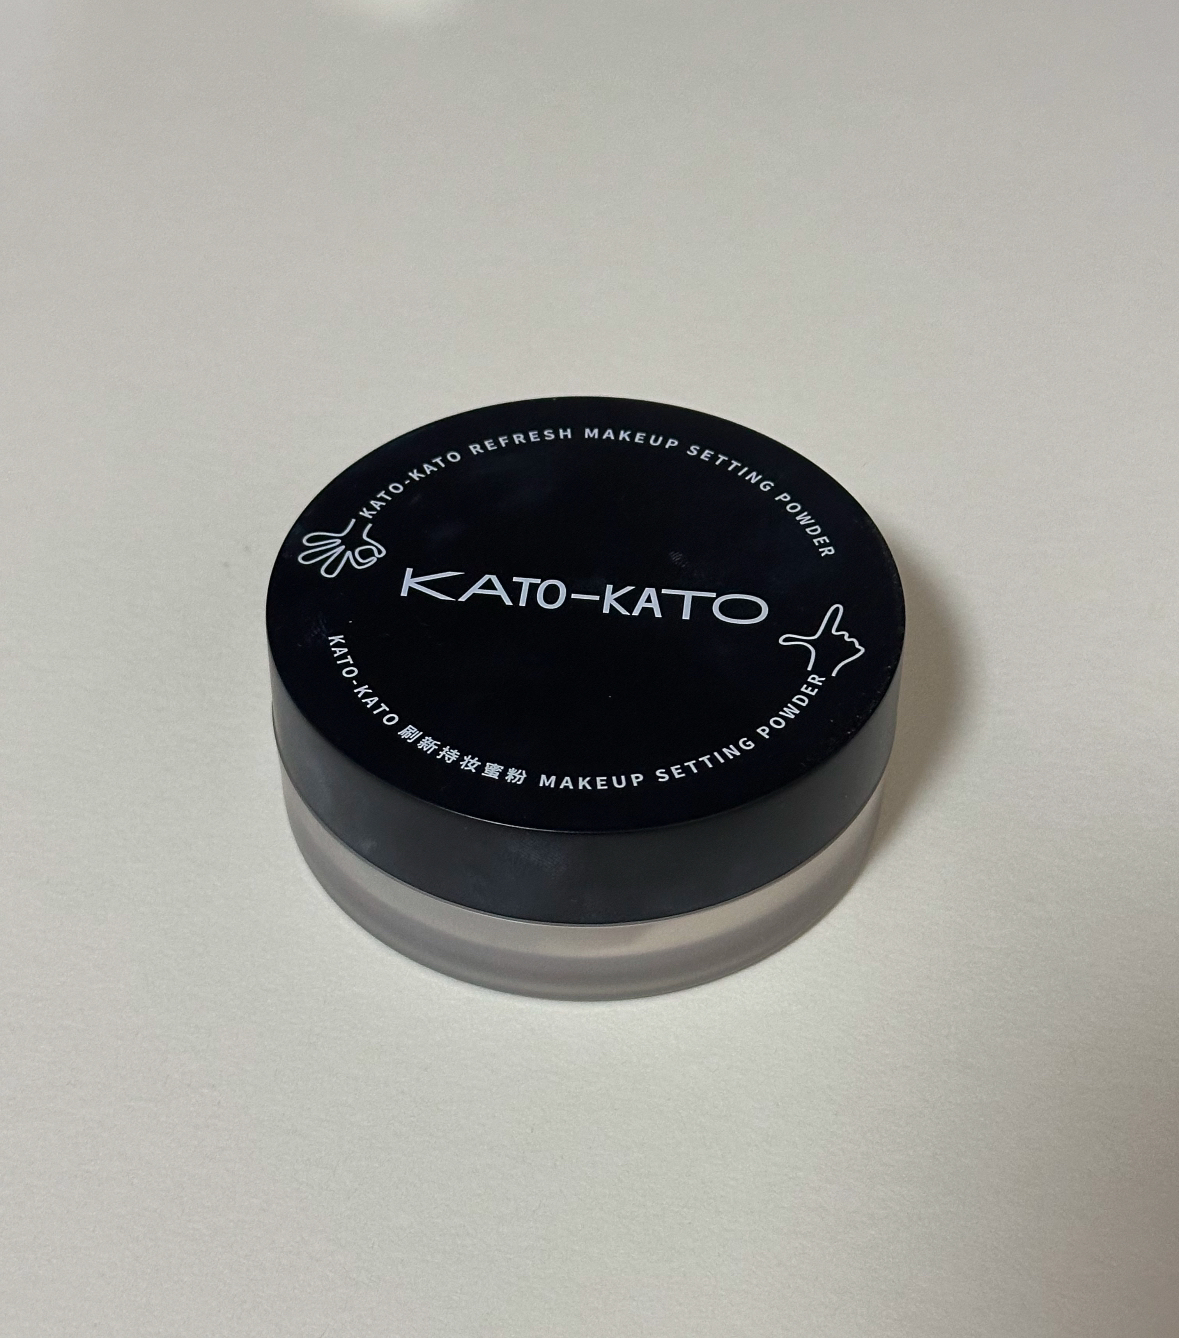 KATO-KATO REFRESH MAKEUP SETTING POWDER
KATO-KATO
KATO-KATO 刷新持妆蜜粉 MAKEUP SETTING POWDER